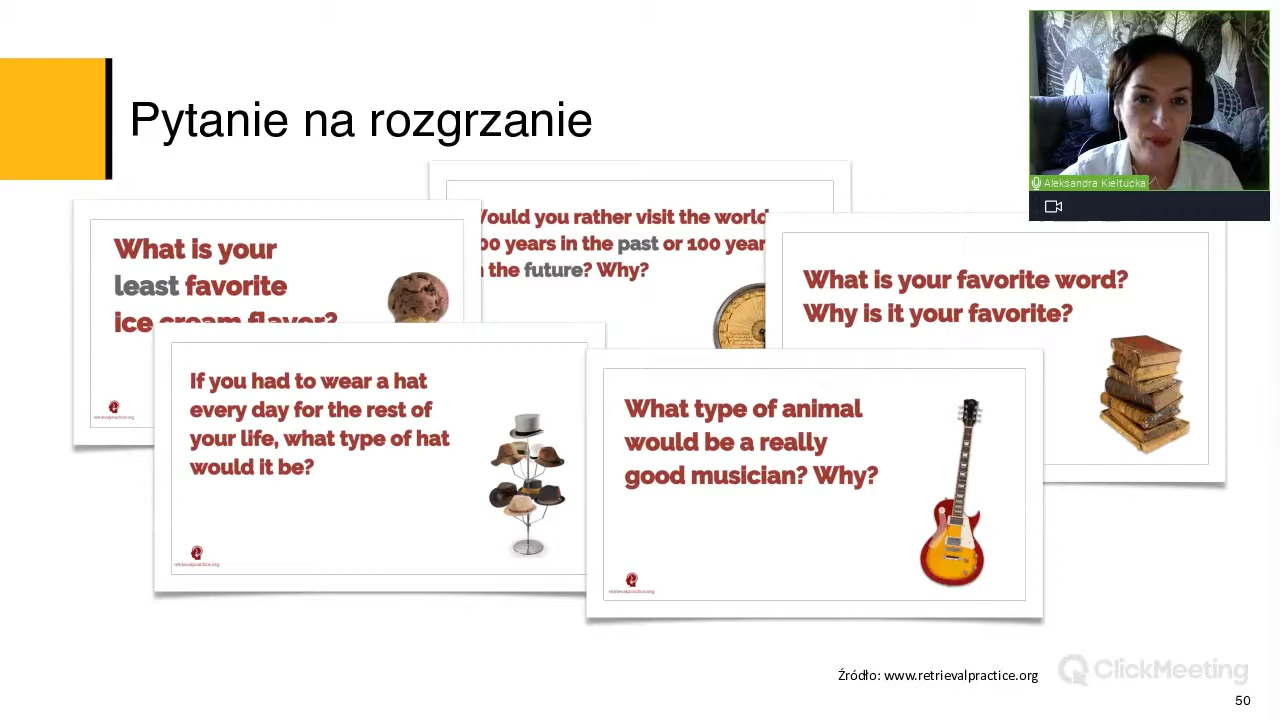 Pytanie na rozgrzanie
Aleksandra Kiełtucka
What is your
least favorite
ice cream flavor?
retrievalpractice.org
ould you rather visit the world
00 years in the past or 100 year
the future? Why?
What is your favorite word?
Why is it your favorite?
If you had to wear a hat
every day for the rest of
your life, what type of hat
would it be?
retrievalpractice.org
What type of animal
would be a really
good musician? Why?
retrievalpractice.org
Źródło: www.retrievalpractice.org
ClickMeeting
50